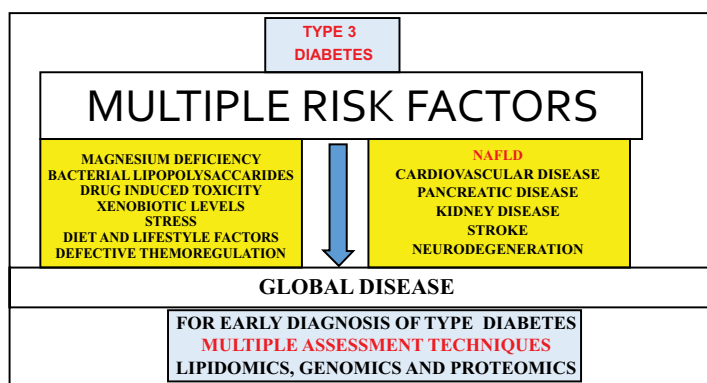 TYPE 3
DIABETES
MULTIPLE RISK FACTORS
MAGNESIUM DEFICIENCY
BACTERIAL LIPOPOLYSACCARIDES
DRUG INDUCED TOXICITY
XENOBIOTIC LEVELS
STRESS
DIET AND LIFESTYLE FACTORS
DEFECTIVE THEMOREGULATION
NAFLD
CARDIOVASCULAR DISEASE
PANCREATIC DISEASE
KIDNEY DISEASE
STROKE
NEURODEGENERATION
GLOBAL DISEASE
FOR EARLY DIAGNOSIS OF TYPE DIABETES
MULTIPLE ASSESSMENT TECHNIQUES
LIPIDOMICS, GENOMICS AND PROTEOMICS